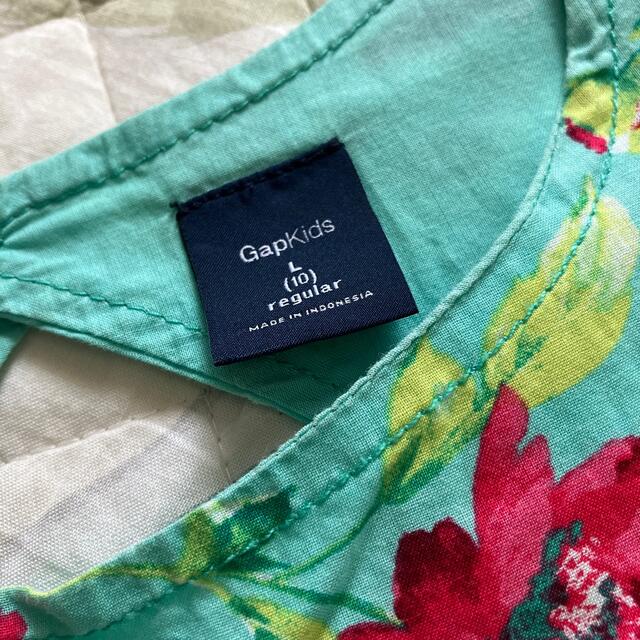 GapKids
L
(10)
regular
MADE IN INDONESIA